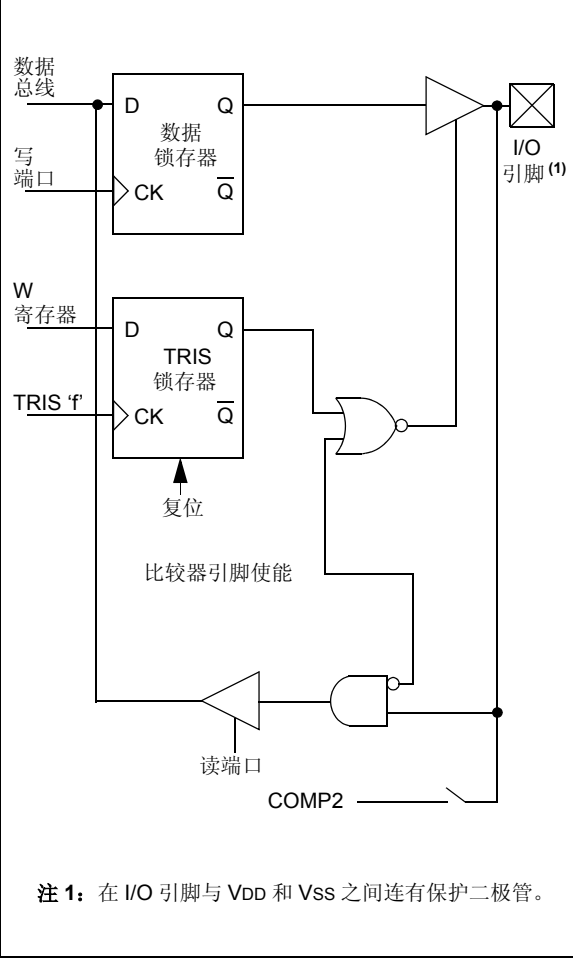 数据
总线
D
Q
数据
锁存器
I/O
引脚 (1)
写
端口
CK
Q
W
寄存器
D
Q
TRIS
锁存器
TRIS ‘f’
CK
Q
复位
比较器引脚使能
读端口
COMP2
注 1：在 I/O 引脚与 VDD 和 VSS 之间连有保护二极管。